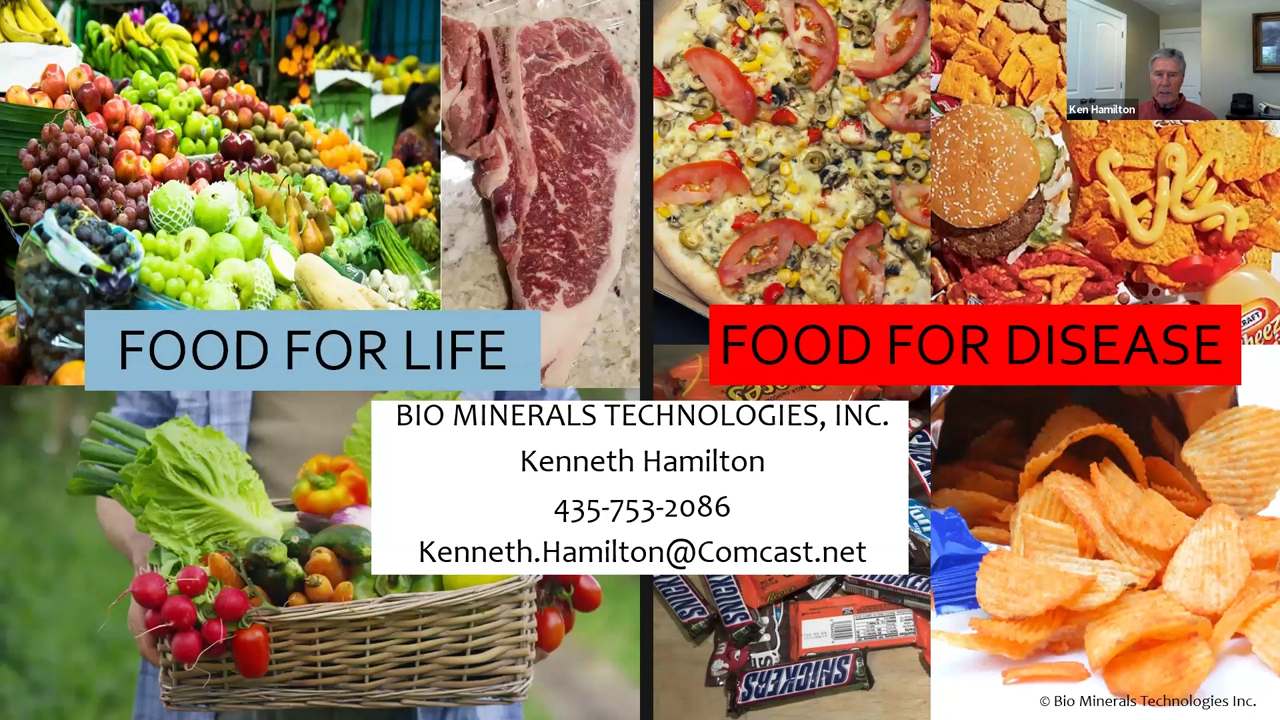 Ken Hamilton
FOOD FOR LIFE
FOOD FOR DISEASE
BIO MINERALS TECHNOLOGIES, INC.
Kenneth Hamilton
435-753-2086
Kenneth.Hamilton@Comcast.net
KRAFT
SNICKERS
© Bio Minerals Technologies Inc.